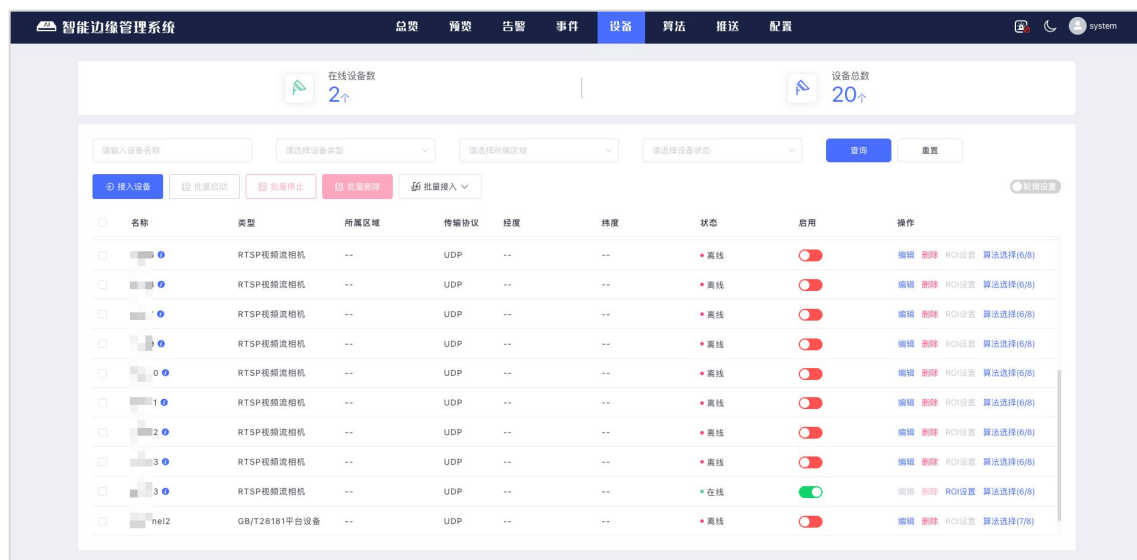 AI 智能边缘管理系统 总览 预览 告警 事件 设备 算法 推送 配置 system
在线设备数
2个
设备总数
20个
请输入设备名称 请选择设备类型 请选择所属区域 请选择设备状态 查询 重置
接入设备 批量启动 批量停止 批量删除 批量接入 轮询设置
名称 类型 所属区域 传输协议 经度 纬度 状态 启用 操作
RTSP视频流相机 -- UDP -- -- 离线 编辑 删除 ROI设置 算法选择(6/8)
RTSP视频流相机 -- UDP -- -- 离线 编辑 删除 ROI设置 算法选择(6/8)
RTSP视频流相机 -- UDP -- -- 离线 编辑 删除 ROI设置 算法选择(6/8)
RTSP视频流相机 -- UDP -- -- 离线 编辑 删除 ROI设置 算法选择(6/8)
0 RTSP视频流相机 -- UDP -- -- 离线 编辑 删除 ROI设置 算法选择(6/8)
1 RTSP视频流相机 -- UDP -- -- 离线 编辑 删除 ROI设置 算法选择(6/8)
2 RTSP视频流相机 -- UDP -- -- 离线 编辑 删除 ROI设置 算法选择(6/8)
3 RTSP视频流相机 -- UDP -- -- 离线 编辑 删除 ROI设置 算法选择(6/8)
3 RTSP视频流相机 -- UDP -- -- 在线 编辑 删除 ROI设置 算法选择(6/8)
nel2 GB/T28181平台设备 -- UDP -- -- 离线 编辑 删除 ROI设置 算法选择(7/8)